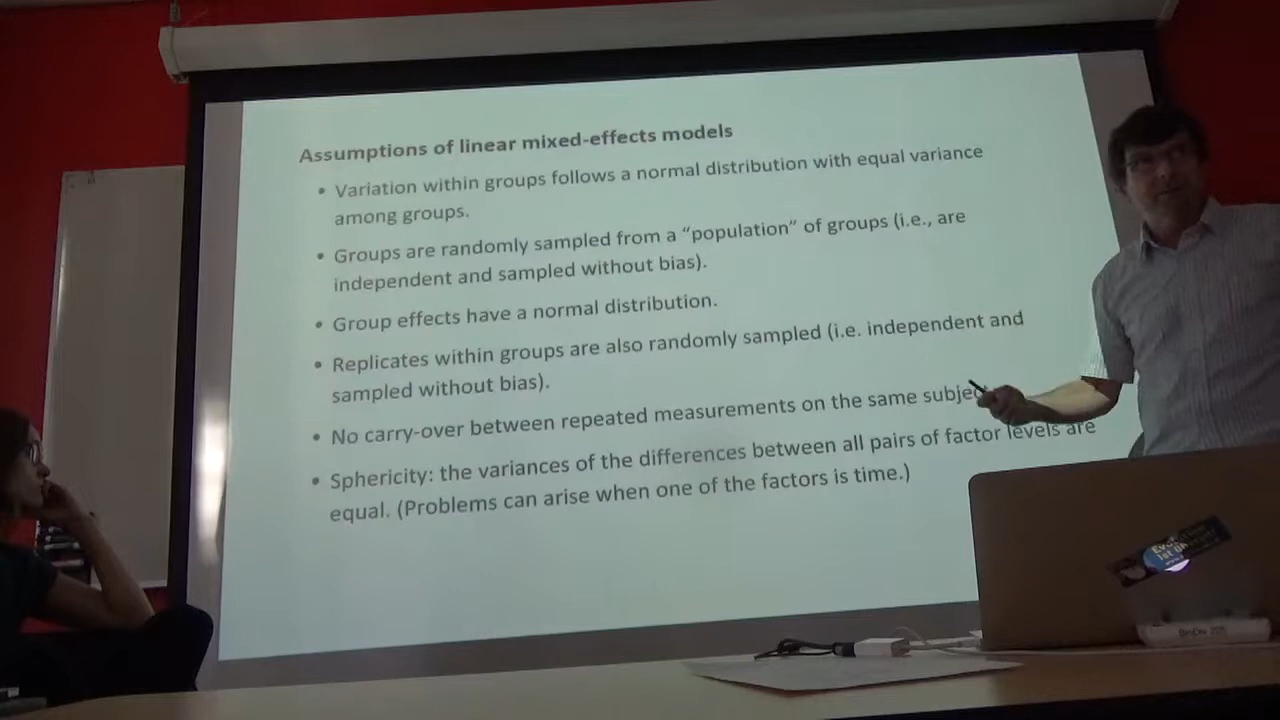 Assumptions of linear mixed-effects models
• Variation within groups follows a normal distribution with equal variance
among groups.
• Groups are randomly sampled from a “population” of groups (i.e., are
independent and sampled without bias).
• Group effects have a normal distribution.
• Replicates within groups are also randomly sampled (i.e. independent and
sampled without bias).
• No carry-over between repeated measurements on the same
• Sphericity: the variances of the differences between all pairs of factor levels are
equal. (Problems can arise when one of the factors is time.)